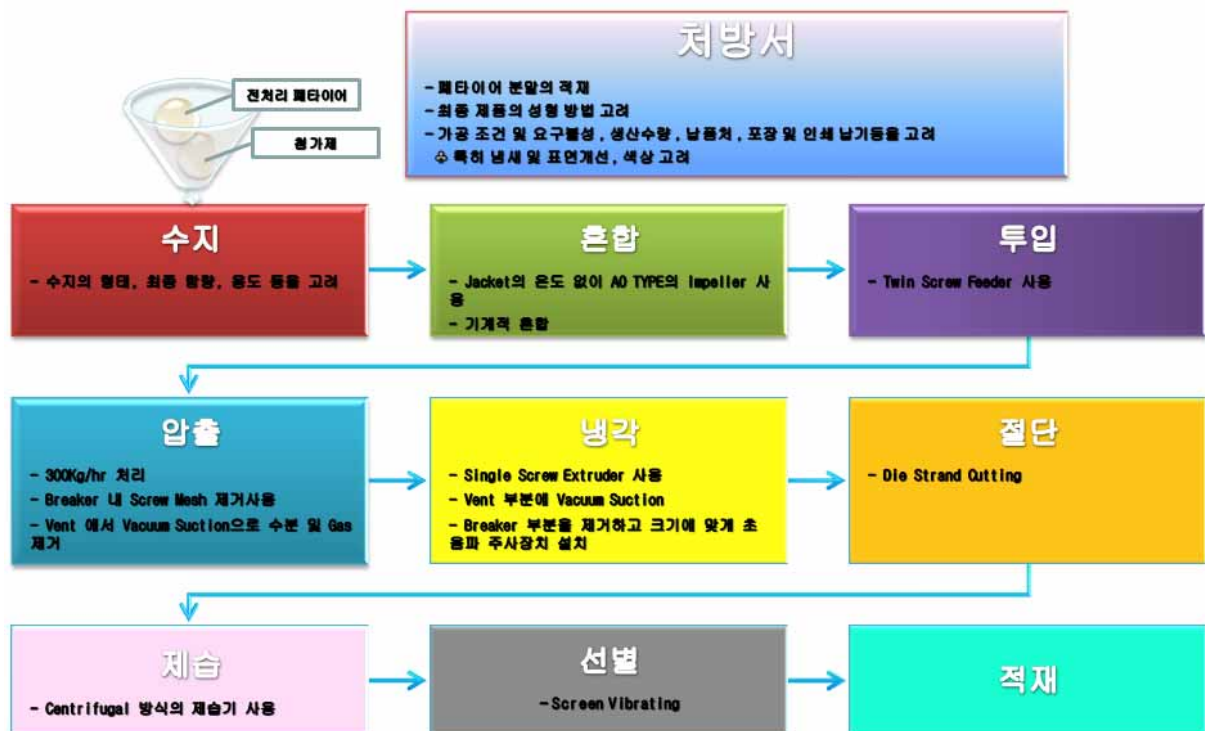 처방서
- 폐타이어 분말의 적재
- 최종 제품의 성형 방법 고려
- 가공 조건 및 요구물성, 생산수량, 납품처, 포장 및 인쇄 납기등을 고려
♧ 특히 냄새 및 표면개선, 색상 고려
전처리 폐타이어
첨가제
수지
- 수지의 형태, 최종 함량, 용도 등을 고려
혼합
- Jacket의 온도 없이 AO TYPE의 Impeller 사
용
- 기계적 혼합
투입
- Twin Screw Feeder 사용
압출
- 300Kg/hr 처리
- Breaker 내 Screw Mesh 제거사용
- Vent 에서 Vacuum Suction으로 수분 및 Gas
제거
냉각
- Single Screw Extruder 사용
- Vent 부분에 Vacuum Suction
- Breaker 부분을 제거하고 크기에 맞게 초
음파 주사장치 설치
절단
- Die Strand Cutting
제습
- Centrifugal 방식의 제습기 사용
선별
- Screen Vibrating
적재